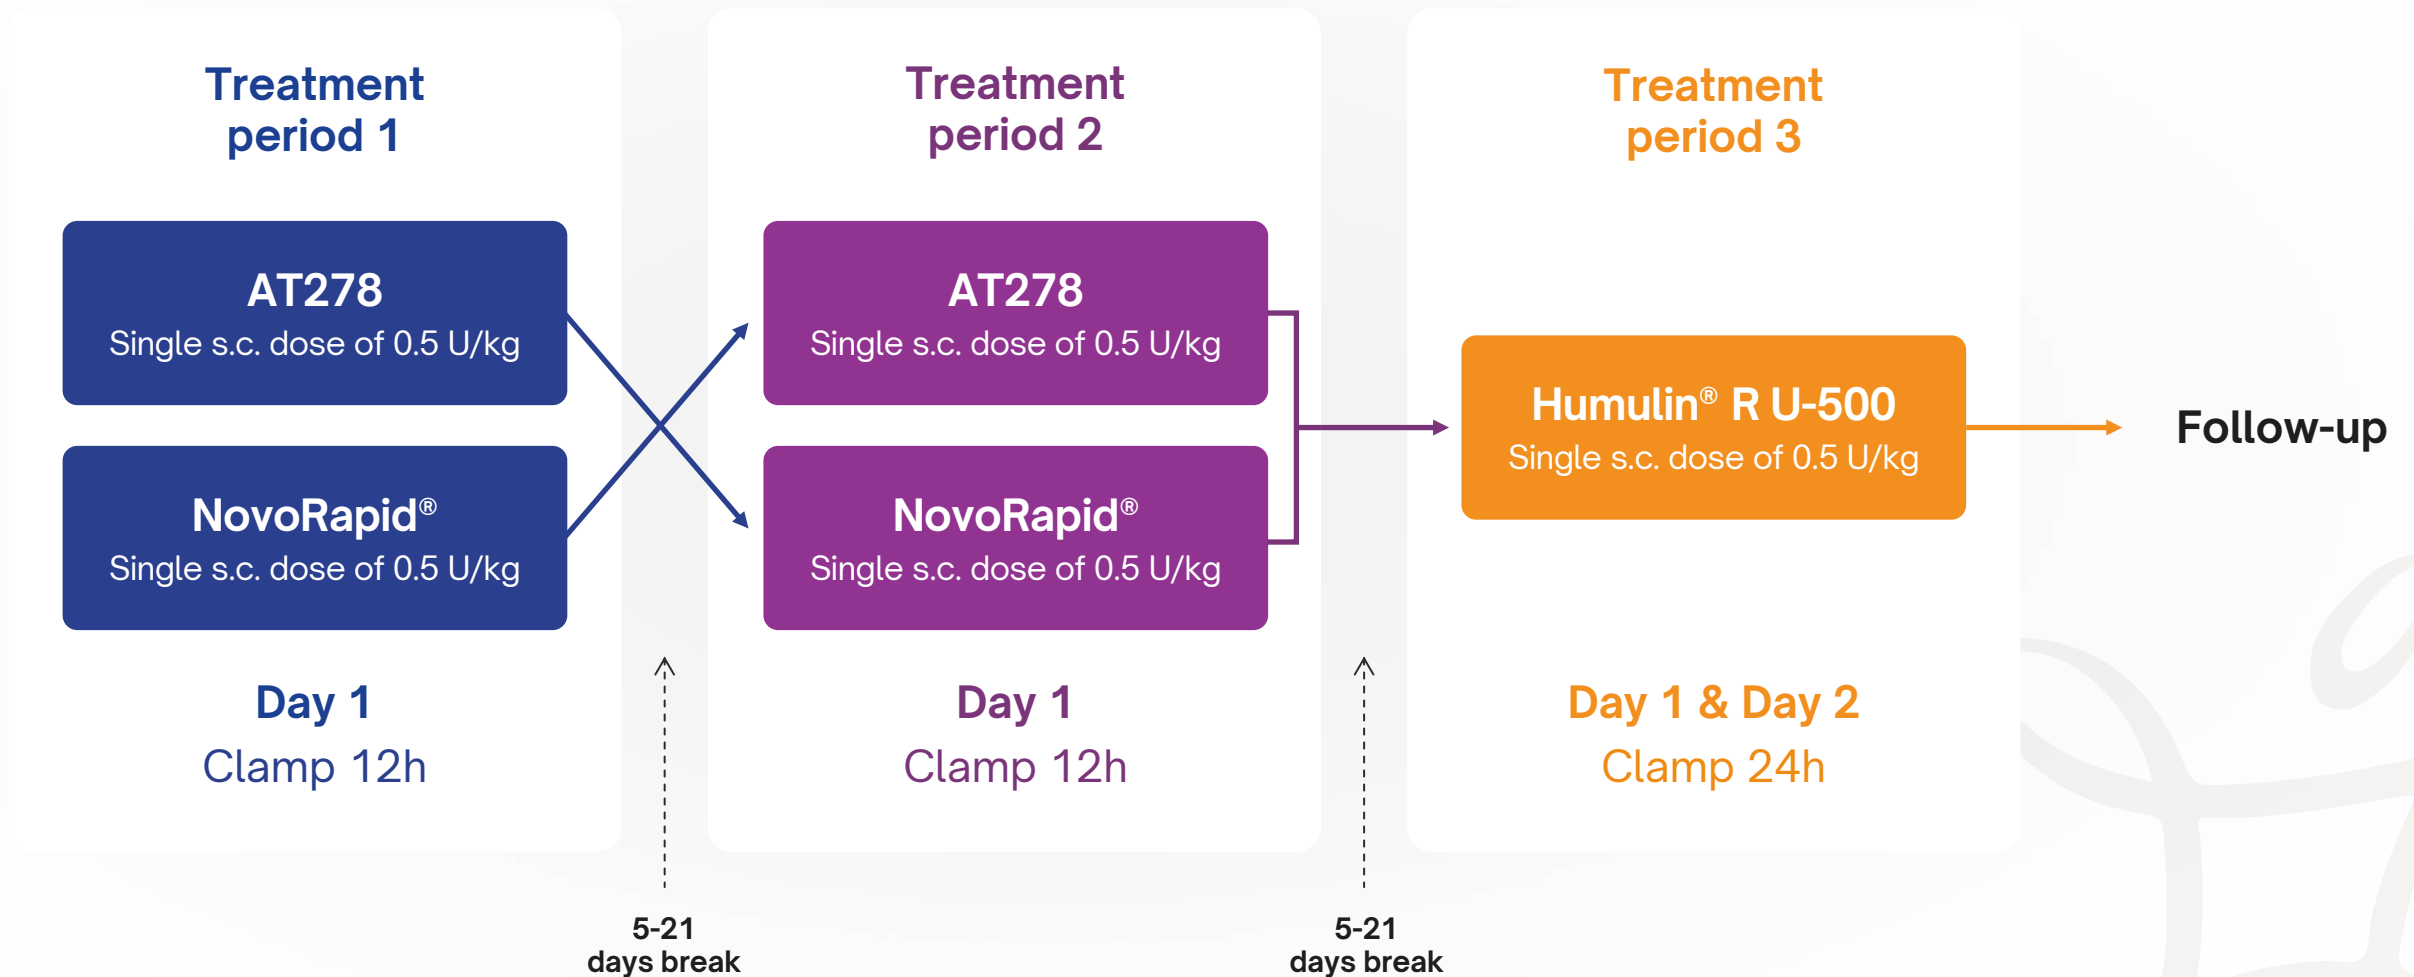 Treatment
period 1
AT278
Single s.c. dose of 0.5 U/kg
NovoRapid®
Single s.c. dose of 0.5 U/kg
Day 1
Clamp 12h
5-21
days break
Treatment
period 2
AT278
Single s.c. dose of 0.5 U/kg
NovoRapid®
Single s.c. dose of 0.5 U/kg
Day 1
Clamp 12h
5-21
days break
Treatment
period 3
Humulin® R U-500
Single s.c. dose of 0.5 U/kg
Day 1 & Day 2
Clamp 24h
Follow-up